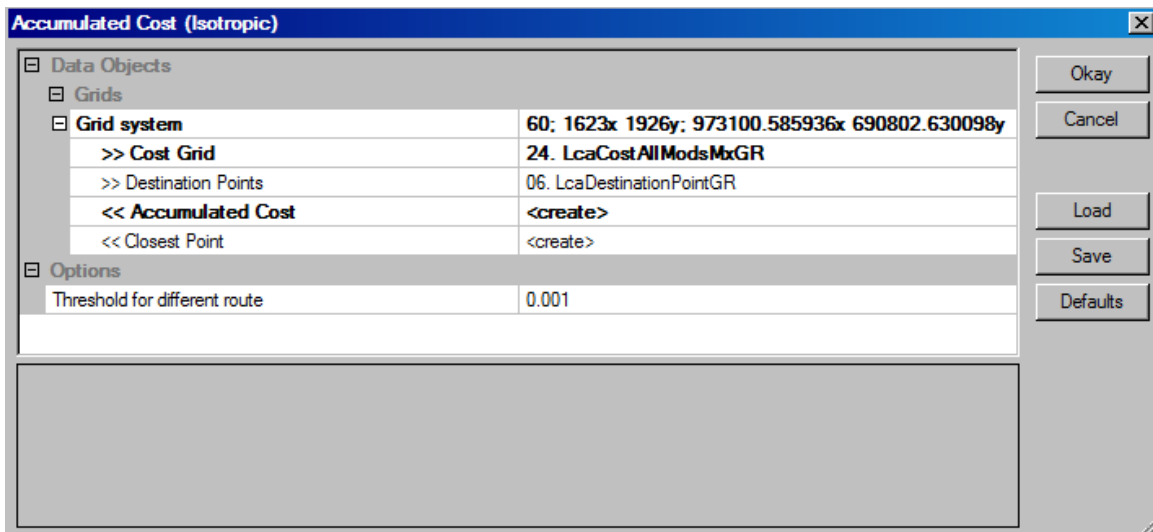 Accumulated Cost (Isotropic)
Data Objects
Grids
Grid system 60; 1623x 1926y; 973100.585936x 690802.630098y
>> Cost Grid 24. LcaCostAllModsMxGR
>> Destination Points 06. LcaDestinationPointGR
<< Accumulated Cost <create>
<< Closest Point <create>
Options
Threshold for different route 0.001
Okay
Cancel
Load
Save
Defaults